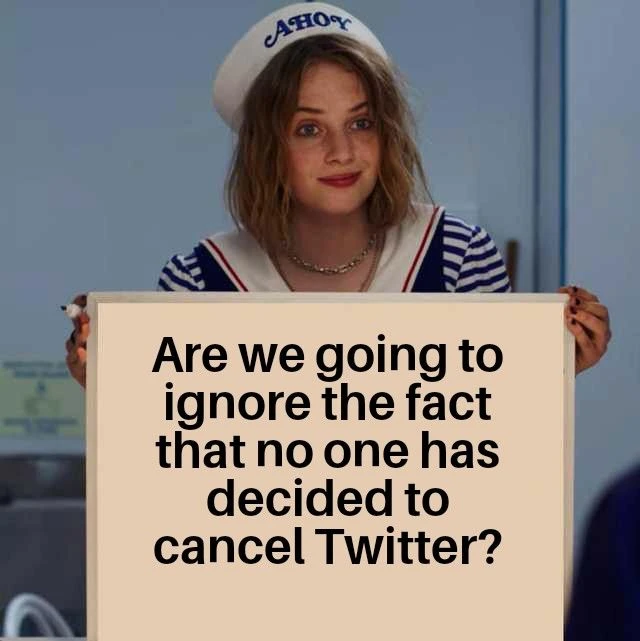 AHOY
Are we going to
ignore the fact
that no one has
decided to
cancel Twitter?